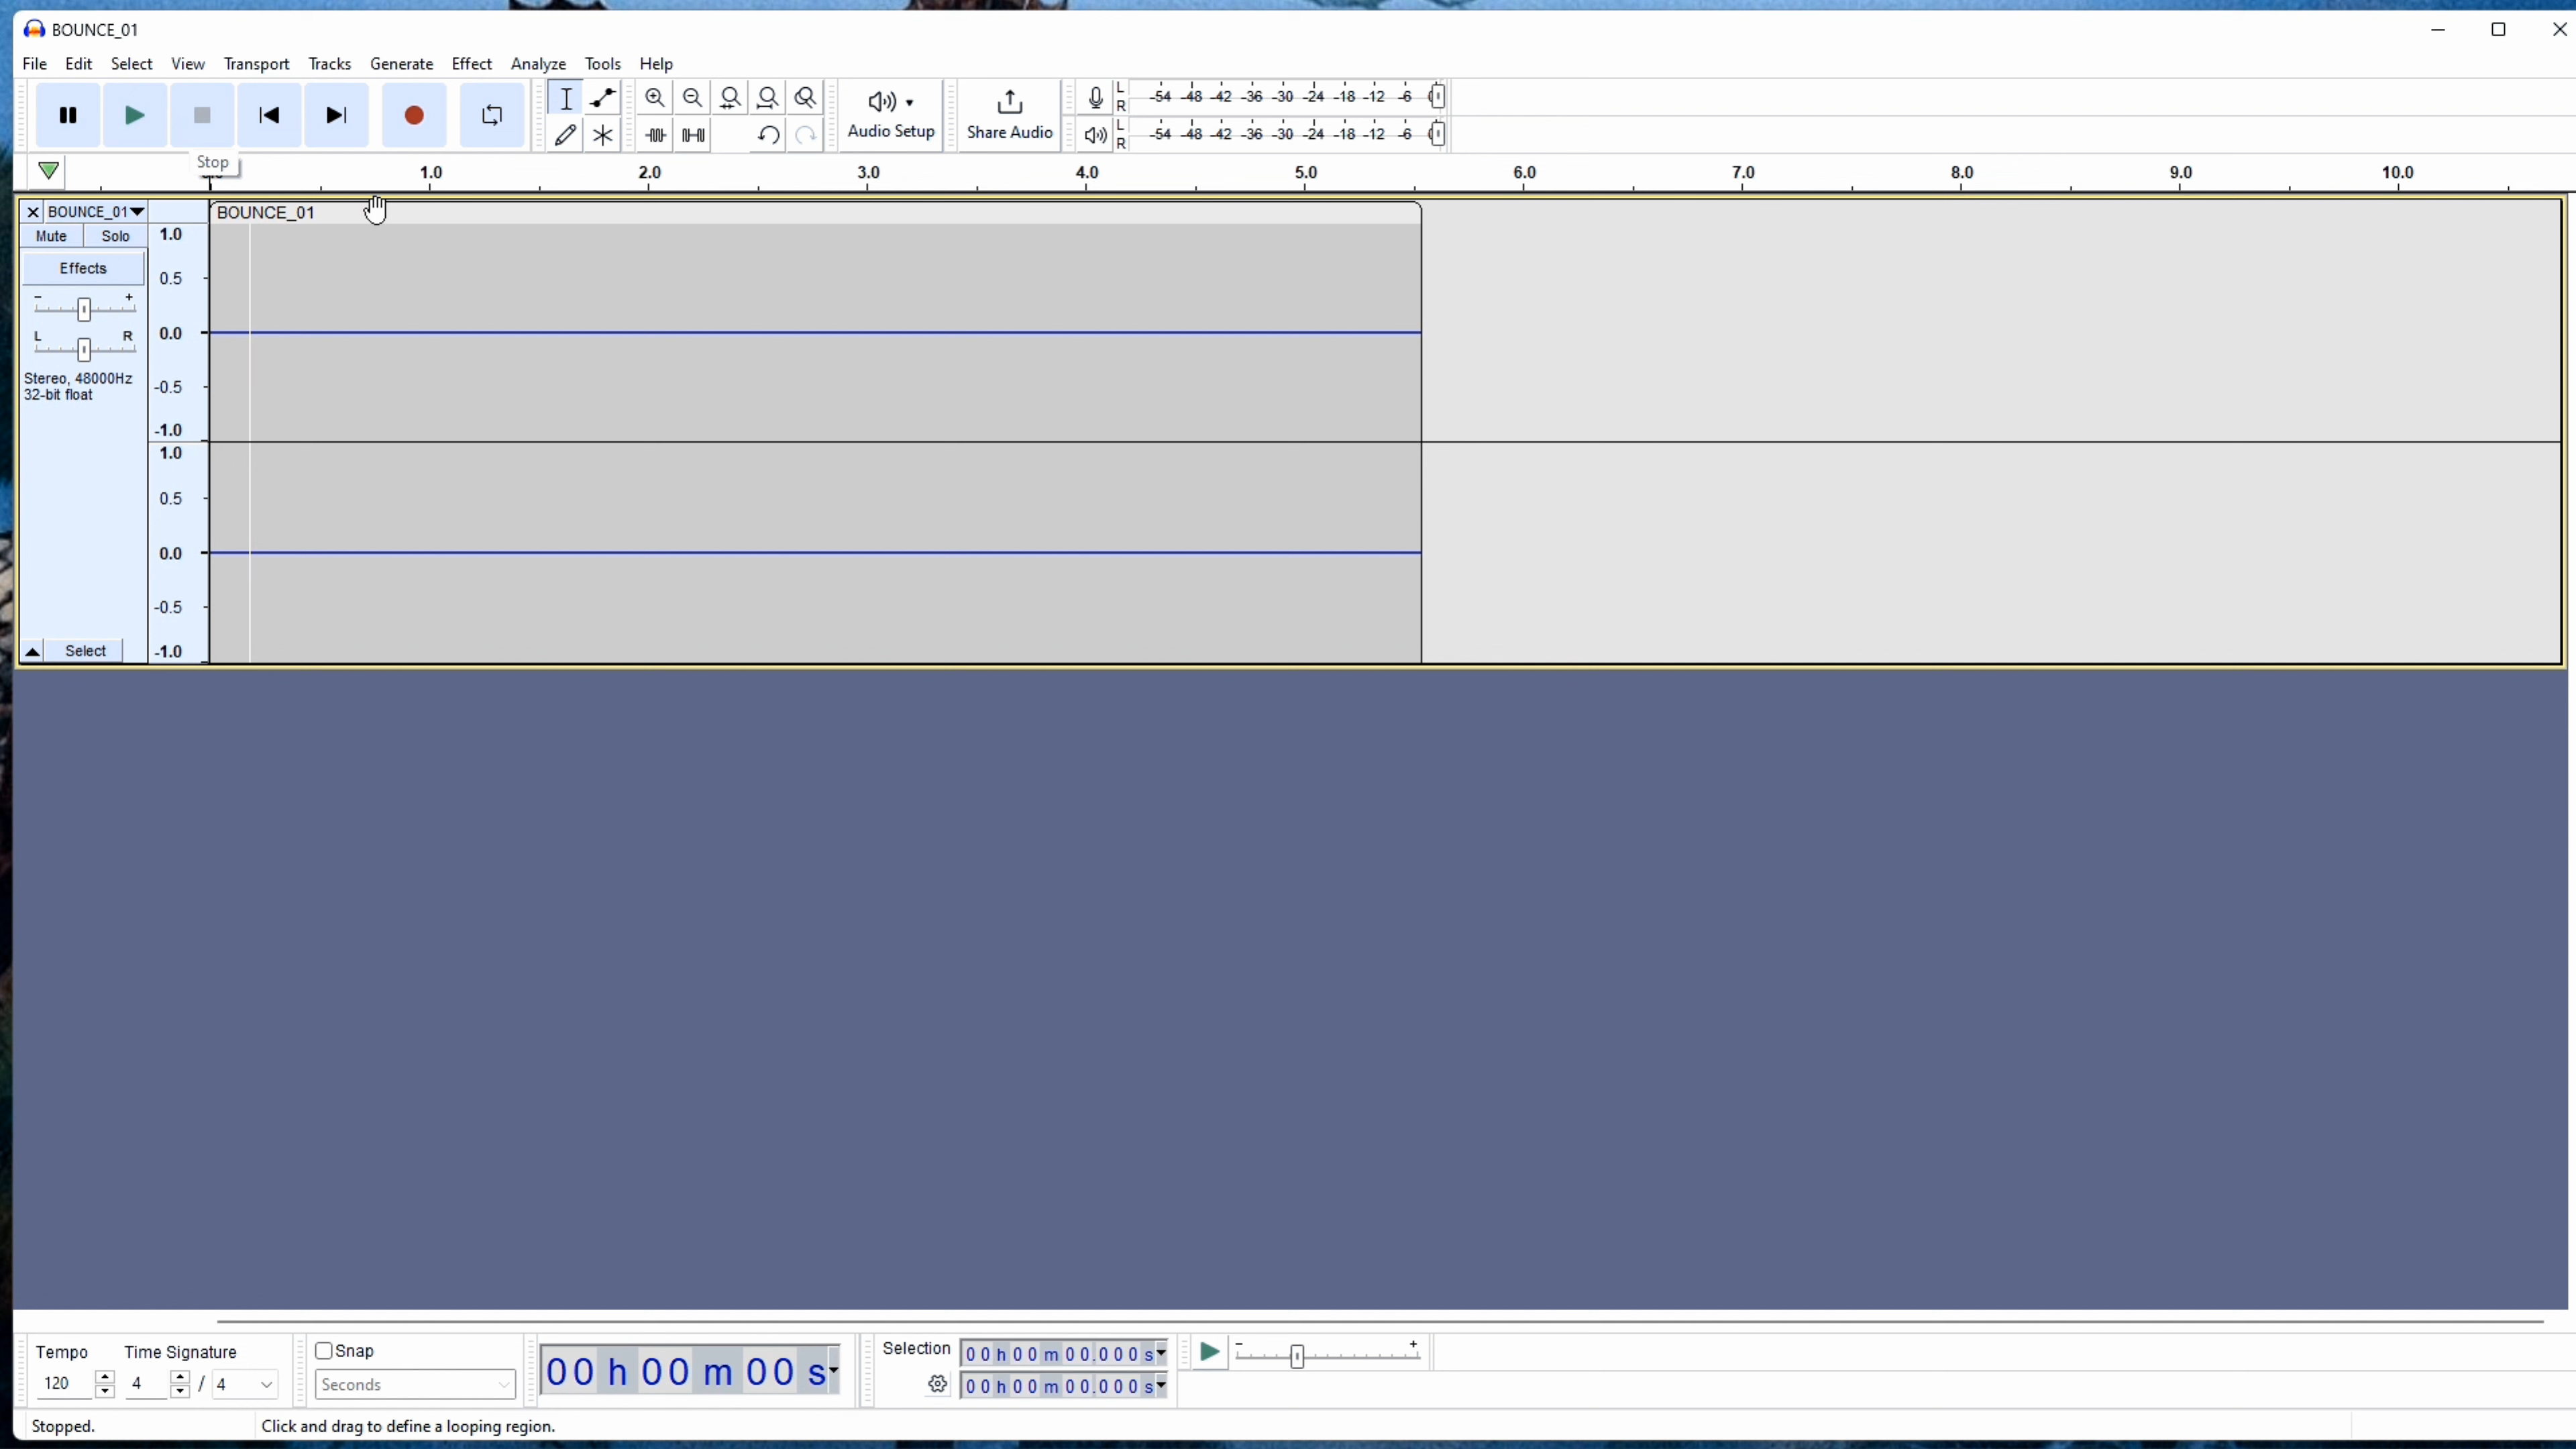 BOUNCE_01
File Edit Select View Transport Tracks Generate Effect Analyze Tools Help
Audio Setup
Share Audio
L
R
-54 -48 -42 -36 -30 -24 -18 -12 -6
L
R
-54 -48 -42 -36 -30 -24 -18 -12 -6
Stop
1.0 2.0 3.0 4.0 5.0 6.0 7.0 8.0 9.0 10.0
BOUNCE_01
BOUNCE_01
Mute Solo
Effects
- +
L R
Stereo, 48000Hz
32-bit float
1.0
0.5
0.0
-0.5
-1.0
1.0
0.5
0.0
-0.5
-1.0
Select
Tempo
120
Time Signature
4 / 4
Snap
Seconds
00 h 00 m 00 s
Selection
00 h 00 m 00.000 s
00 h 00 m 00.000 s
- +
Stopped.
Click and drag to define a looping region.